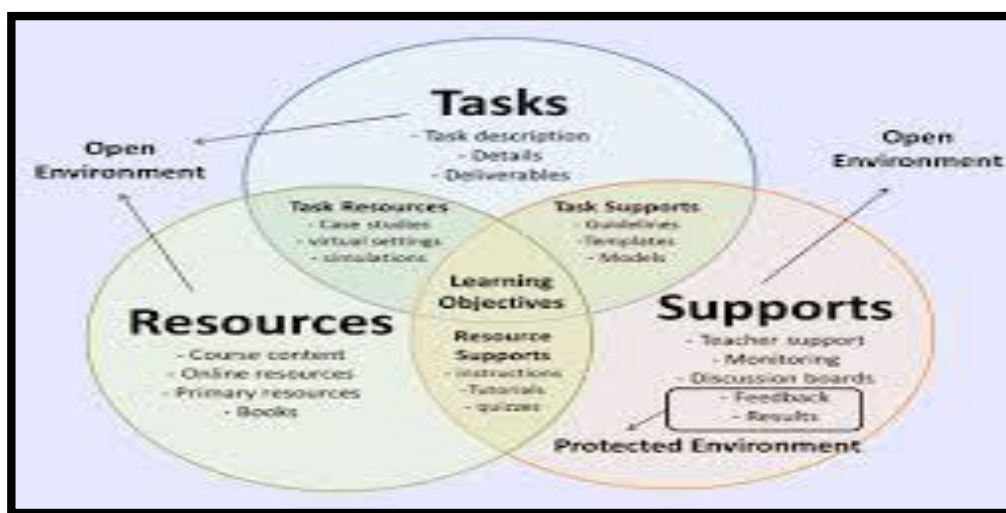 Tasks
- Task description
- Details
- Deliverables
Open
Environment
Open
Environment
Task Resources
- Case studies
- virtual settings
- simulations
Task Supports
- Guidelines
-Templates
- Models
Learning
Objectives
Resources
- Course content
- Online resources
- Primary resources
- Books
Resource
Supports
- instructions
-Tutorials
- quizzes
Supports
- Teacher support
- Monitoring
- Discussion boards
- Feedback
- Results
Protected Environment